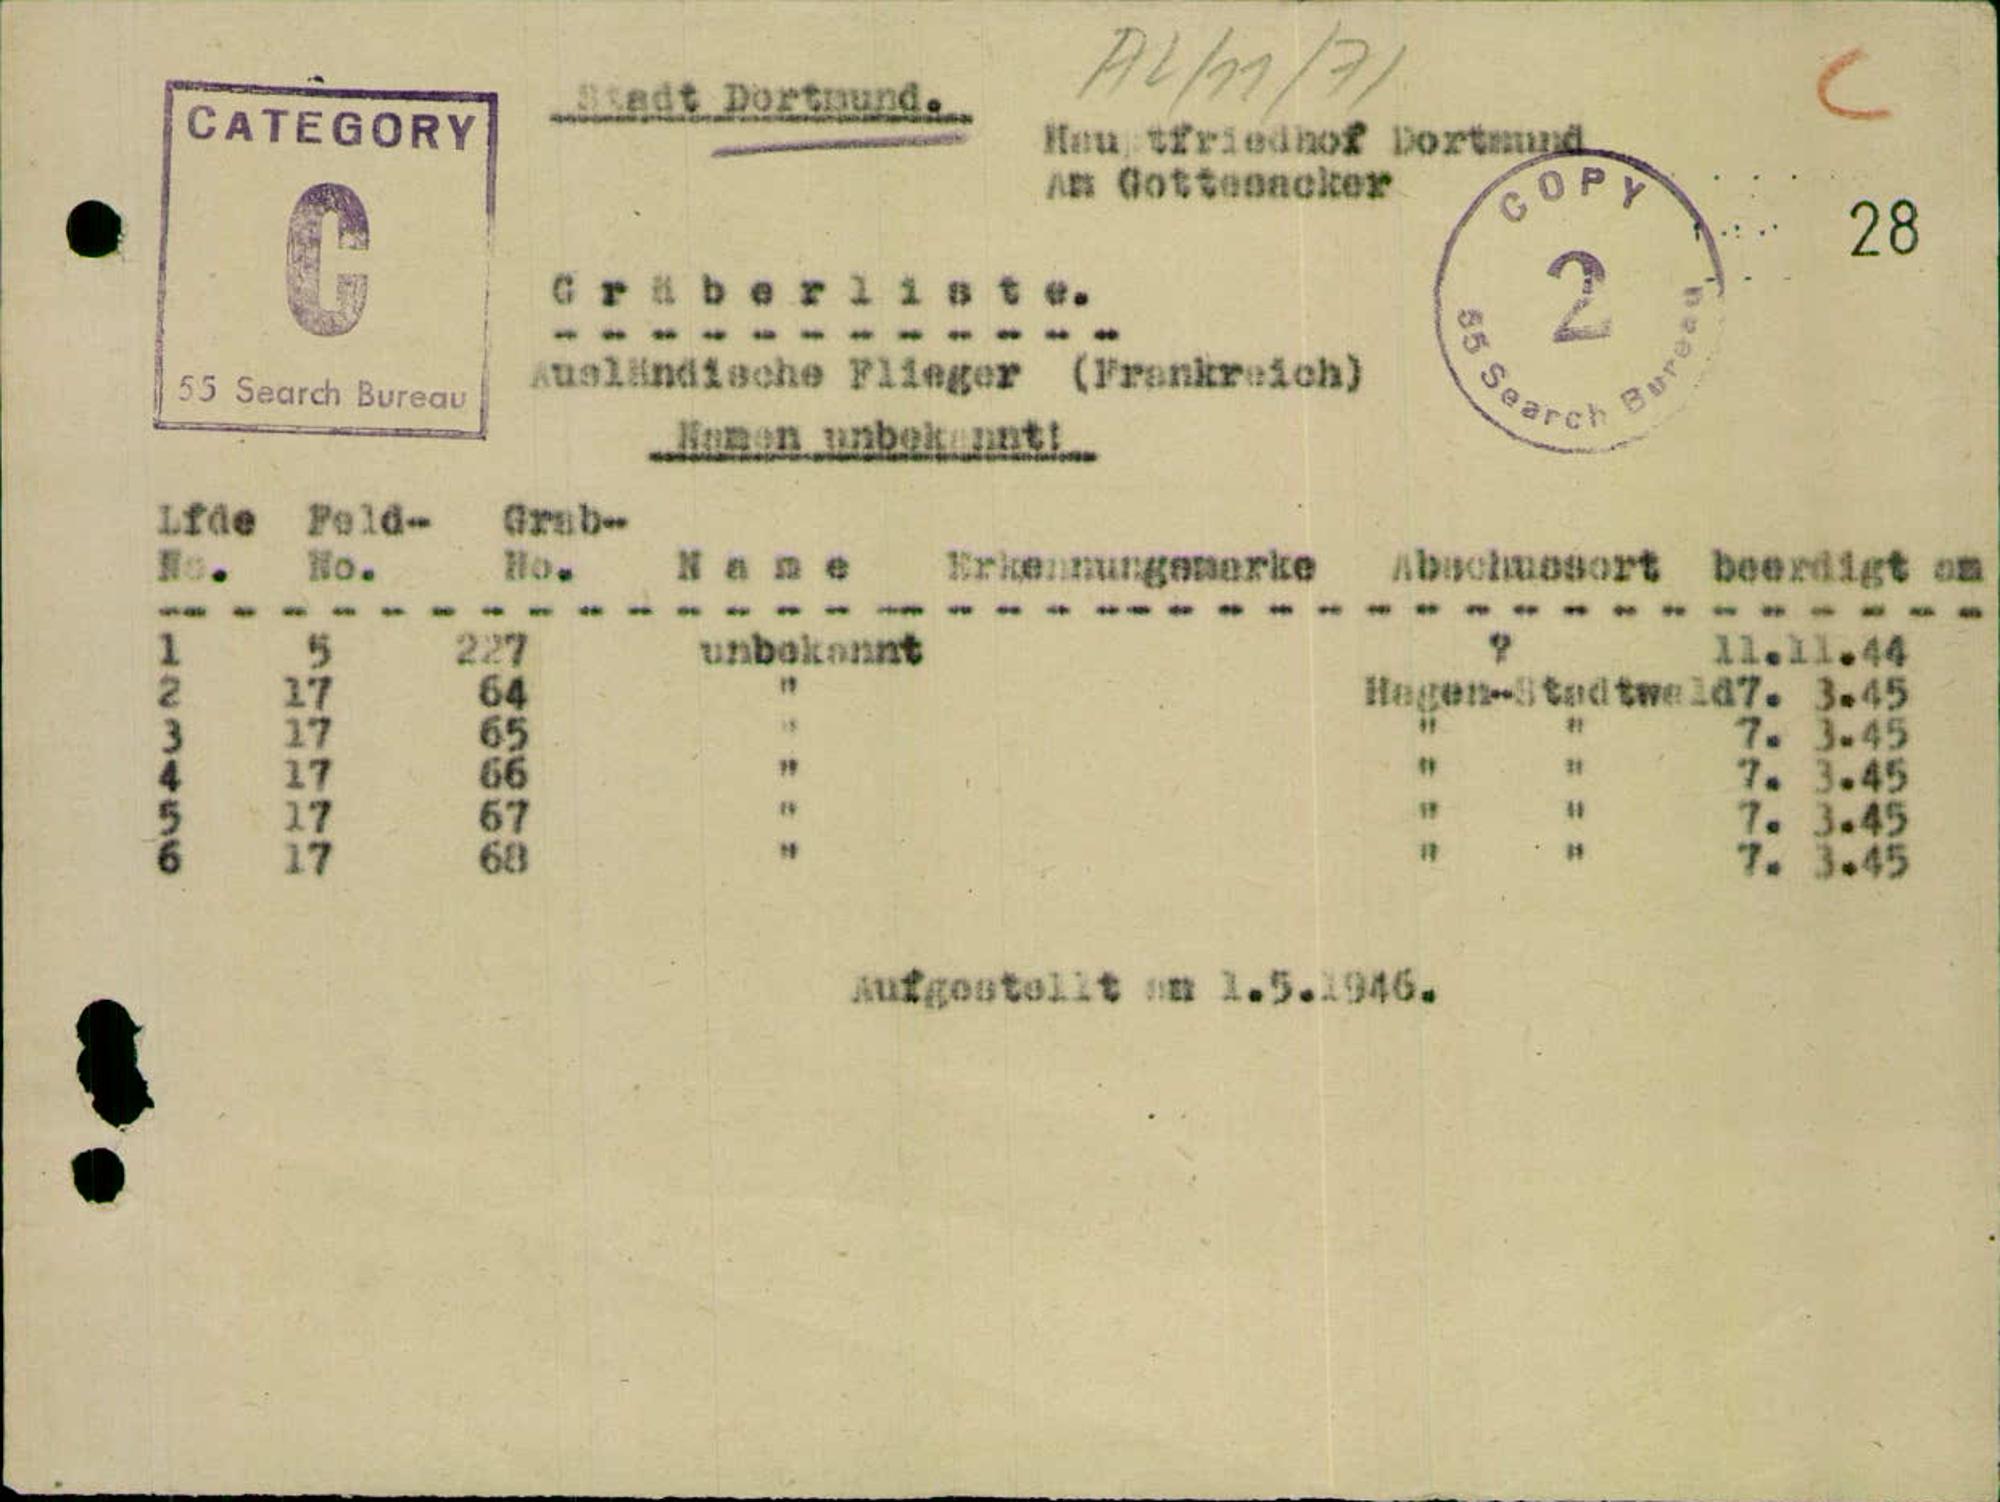 AL/11/71
C
CATEGORY
C
55 Search Bureau
Stadt Dortmund.
Hauptfriedhof Dortmund
Am Gottesacker
COPY
2
55 Search Bureau
28
Gräberliste.
Ausländische Flieger (Frankreich)
Namen unbekannt!
Lfde Feld- Grab-
No. No. No. Name Erkennungsmarke Abschussort beerdigt am
1 5 227 unbekannt ? 11.11.44
2 17 64 " Hagen-Stadtwald 7. 3.45
3 17 65 " " " 7. 3.45
4 17 66 " " " 7. 3.45
5 17 67 " " " 7. 3.45
6 17 68 " " " 7. 3.45
Aufgestellt am 1.5.1946.